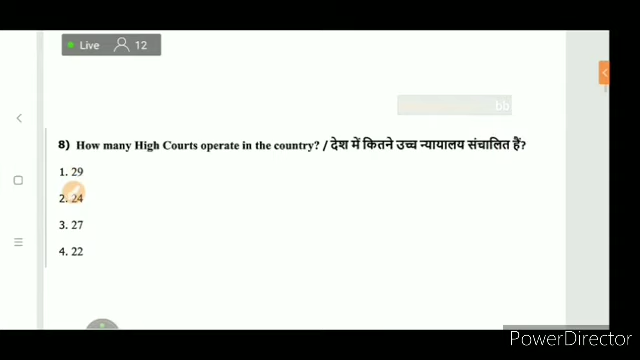 Live 12
bb
8) How many High Courts operate in the country? / देश में कितने उच्च न्यायालय संचालित हैं?
1. 29
2. 24
3. 27
4. 22
PowerDirector